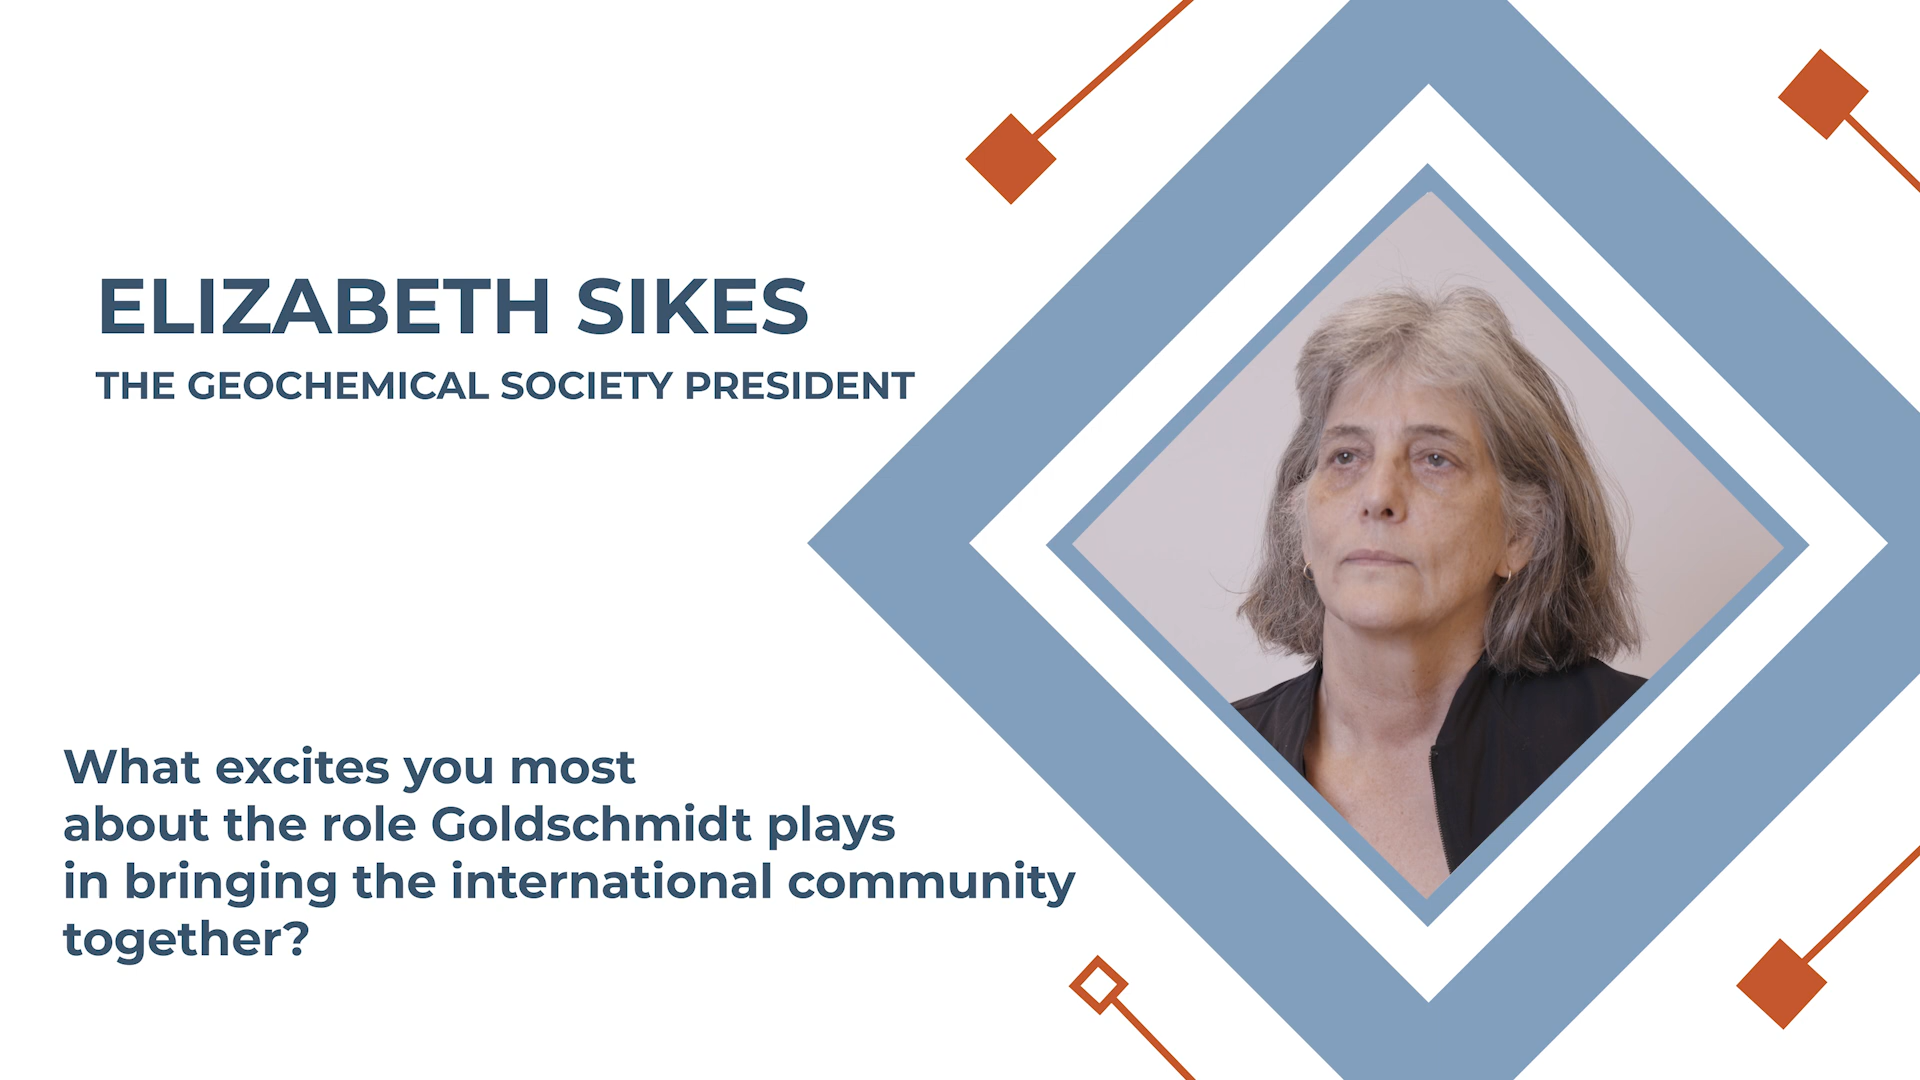 ELIZABETH SIKES
THE GEOCHEMICAL SOCIETY PRESIDENT
What excites you most
about the role Goldschmidt plays
in bringing the international community
together?